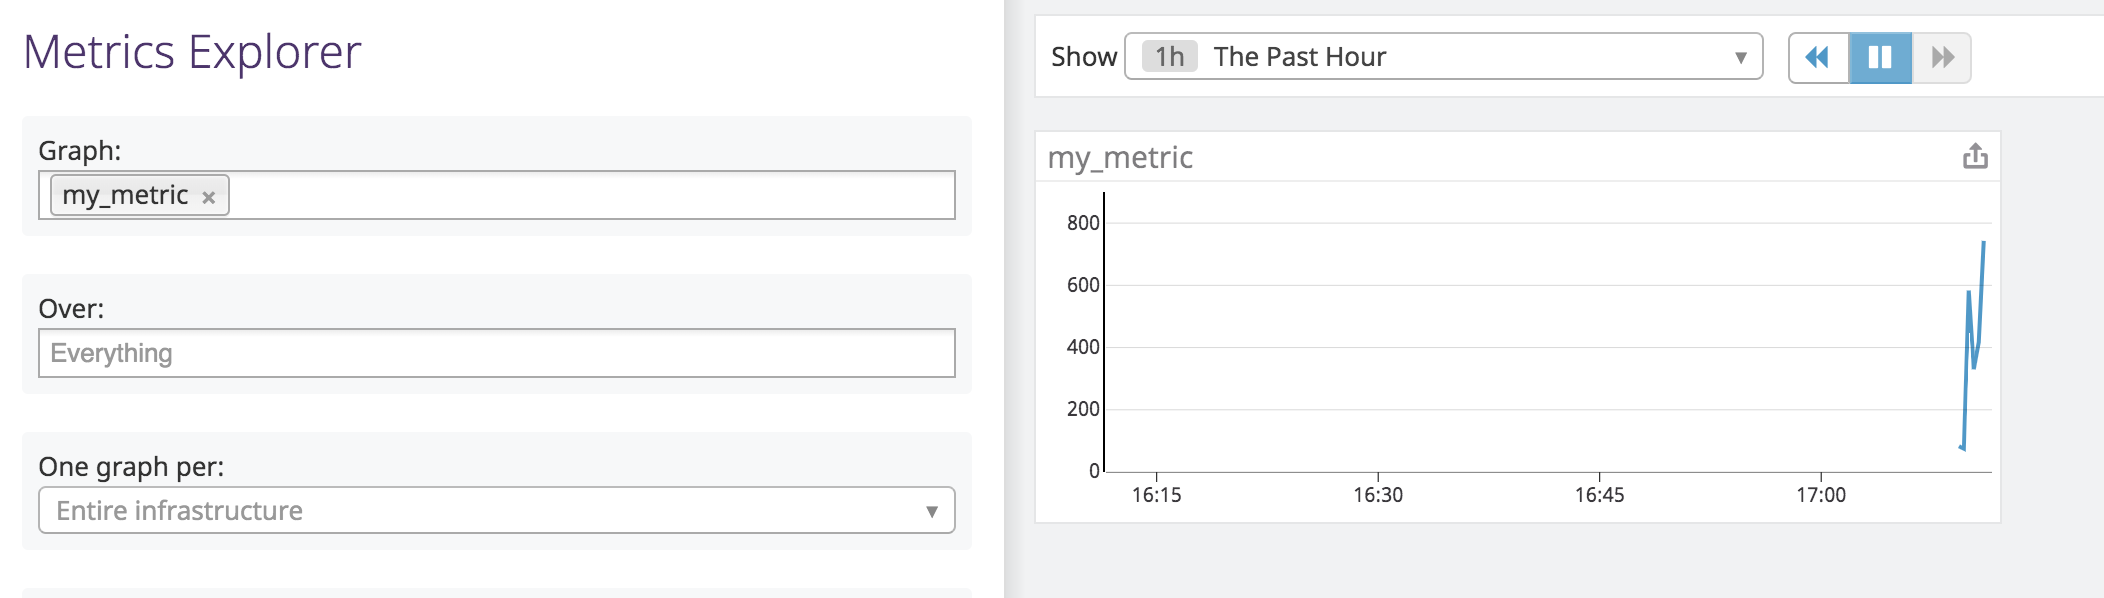 Metrics Explorer
Graph:
my_metric ×
Over:
Everything
One graph per:
Entire infrastructure
Show 1h The Past Hour
my_metric
800
600
400
200
0
16:15 16:30 16:45 17:00